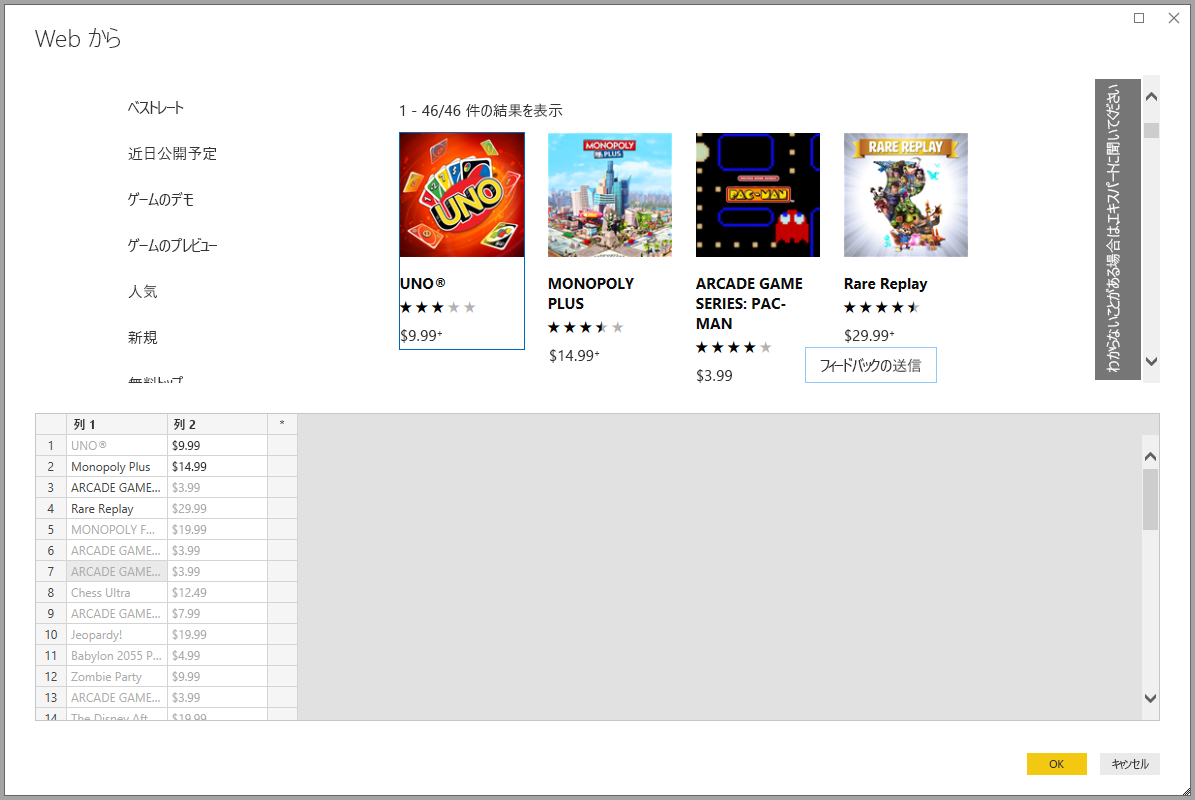 Web から
ベストレート
近日公開予定
ゲームのデモ
ゲームのプレビュー
人気
新規
1 - 46/46 件の結果を表示
UNO
MONOPOLY
PLUS
PAC-MAN
RARE REPLAY
UNO®
$9.99+
MONOPOLY
PLUS
$14.99+
ARCADE GAME
SERIES: PAC-
MAN
$3.99
Rare Replay
$29.99+
フィードバックの送信
わからないことがある場合はエキスパートに聞いてください
列 1 列 2 *
1 UNO® $9.99
2 Monopoly Plus $14.99
3 ARCADE GAME... $3.99
4 Rare Replay $29.99
5 MONOPOLY F... $19.99
6 ARCADE GAME... $3.99
7 ARCADE GAME... $3.99
8 Chess Ultra $12.49
9 ARCADE GAME... $7.99
10 Jeopardy! $19.99
11 Babylon 2055 P... $4.99
12 Zombie Party $9.99
13 ARCADE GAME... $3.99
14 The Disney Aft... $19.99
OK キャンセル